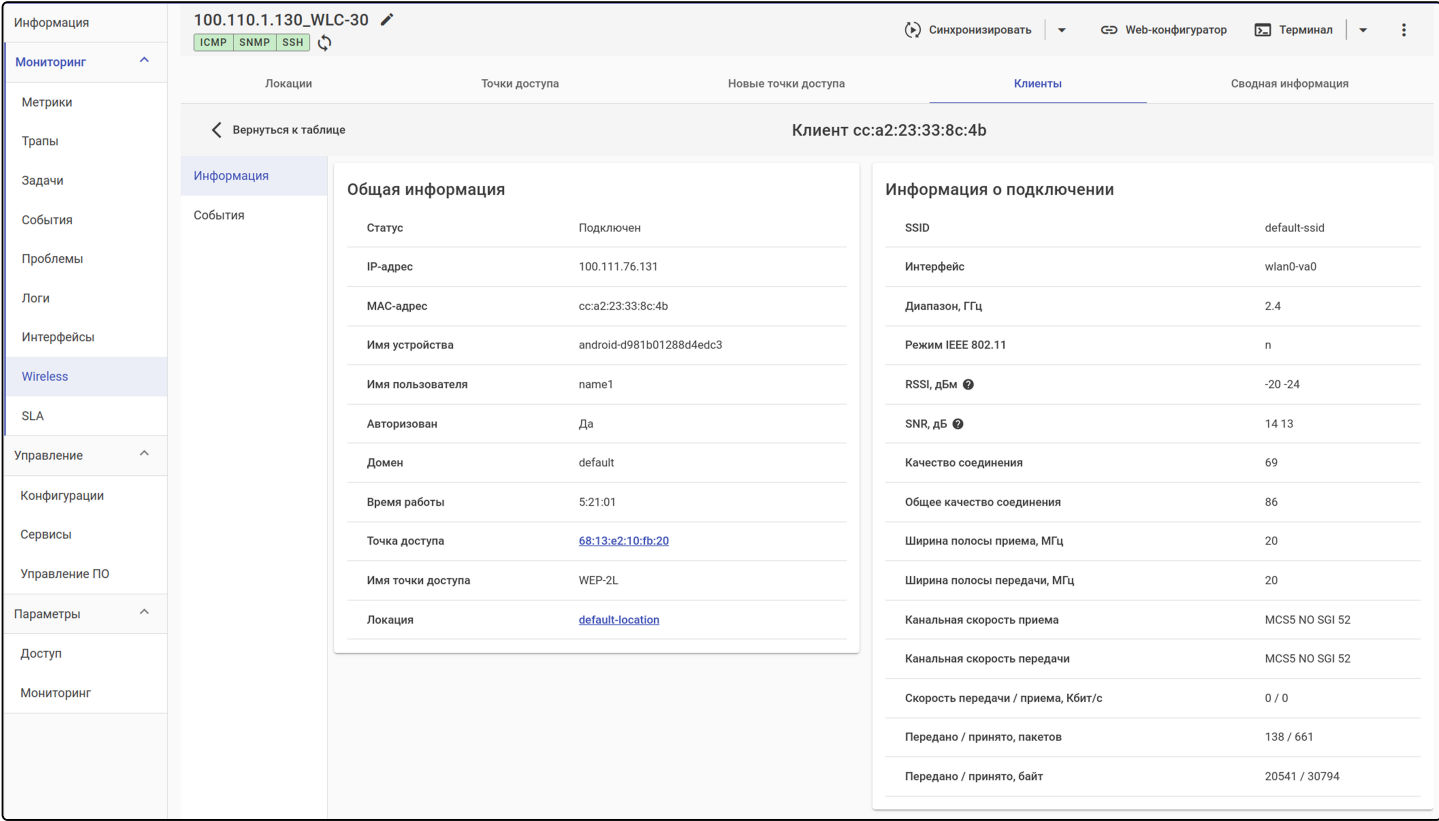 Информация
Мониторинг
Метрики
Трапы
Задачи
События
Проблемы
Логи
Интерфейсы
Wireless
SLA
Управление
Конфигурации
Сервисы
Управление ПО
Параметры
Доступ
Мониторинг
100.110.1.130_WLC-30
ICMP SNMP SSH
Синхронизировать Web-конфигуратор Терминал
Локации Точки доступа Новые точки доступа Клиенты Сводная информация
Вернуться к таблице Клиент cc:a2:23:33:8c:4b
Информация
События
Общая информация
Статус Подключен
IP-адрес 100.111.76.131
MAC-адрес cc:a2:23:33:8c:4b
Имя устройства android-d981b01288d4edc3
Имя пользователя name1
Авторизован Да
Домен default
Время работы 5:21:01
Точка доступа 68:13:e2:10:fb:20
Имя точки доступа WEP-2L
Локация default-location
Информация о подключении
SSID default-ssid
Интерфейс wlan0-va0
Диапазон, ГГц 2.4
Режим IEEE 802.11 n
RSSI, дБм ? -20 -24
SNR, дБ ? 14 13
Качество соединения 69
Общее качество соединения 86
Ширина полосы приема, МГц 20
Ширина полосы передачи, МГц 20
Канальная скорость приема MCS5 NO SGI 52
Канальная скорость передачи MCS5 NO SGI 52
Скорость передачи / приема, Кбит/с 0 / 0
Передано / принято, пакетов 138 / 661
Передано / принято, байт 20541 / 30794